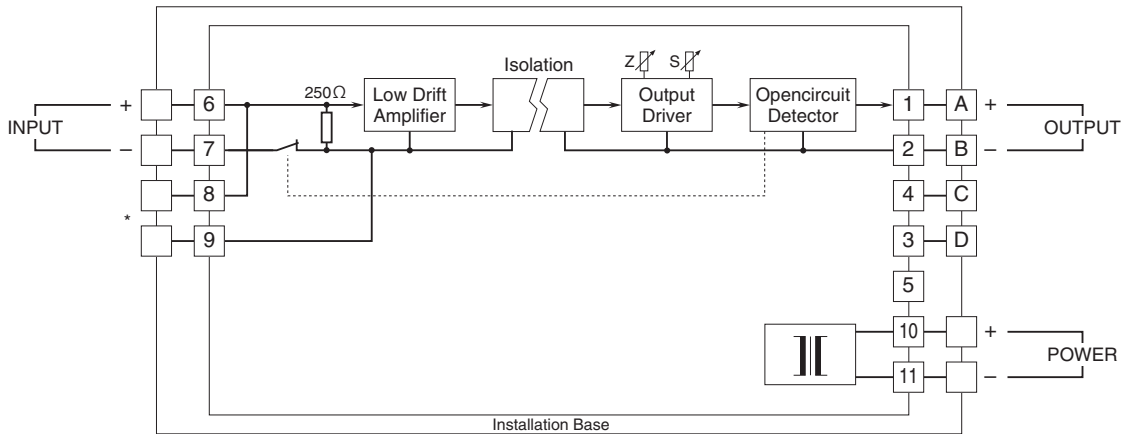 Isolation
Z S
250Ω
Low Drift
Amplifier
Output
Driver
Opencircuit
Detector
INPUT
+
–
6
7
8
*
9
1 A +
2 B –
OUTPUT
4 C
3 D
5
10 +
11 –
POWER
Installation Base